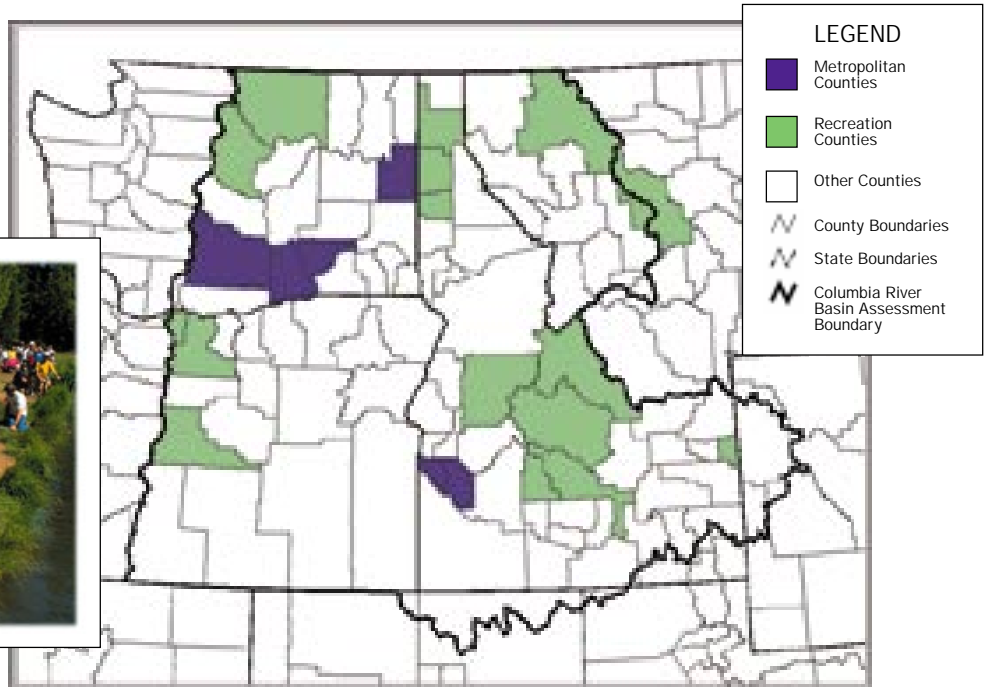 LEGEND
Metropolitan
Counties
Recreation
Counties
Other Counties
County Boundaries
State Boundaries
Columbia River
Basin Assessment
Boundary